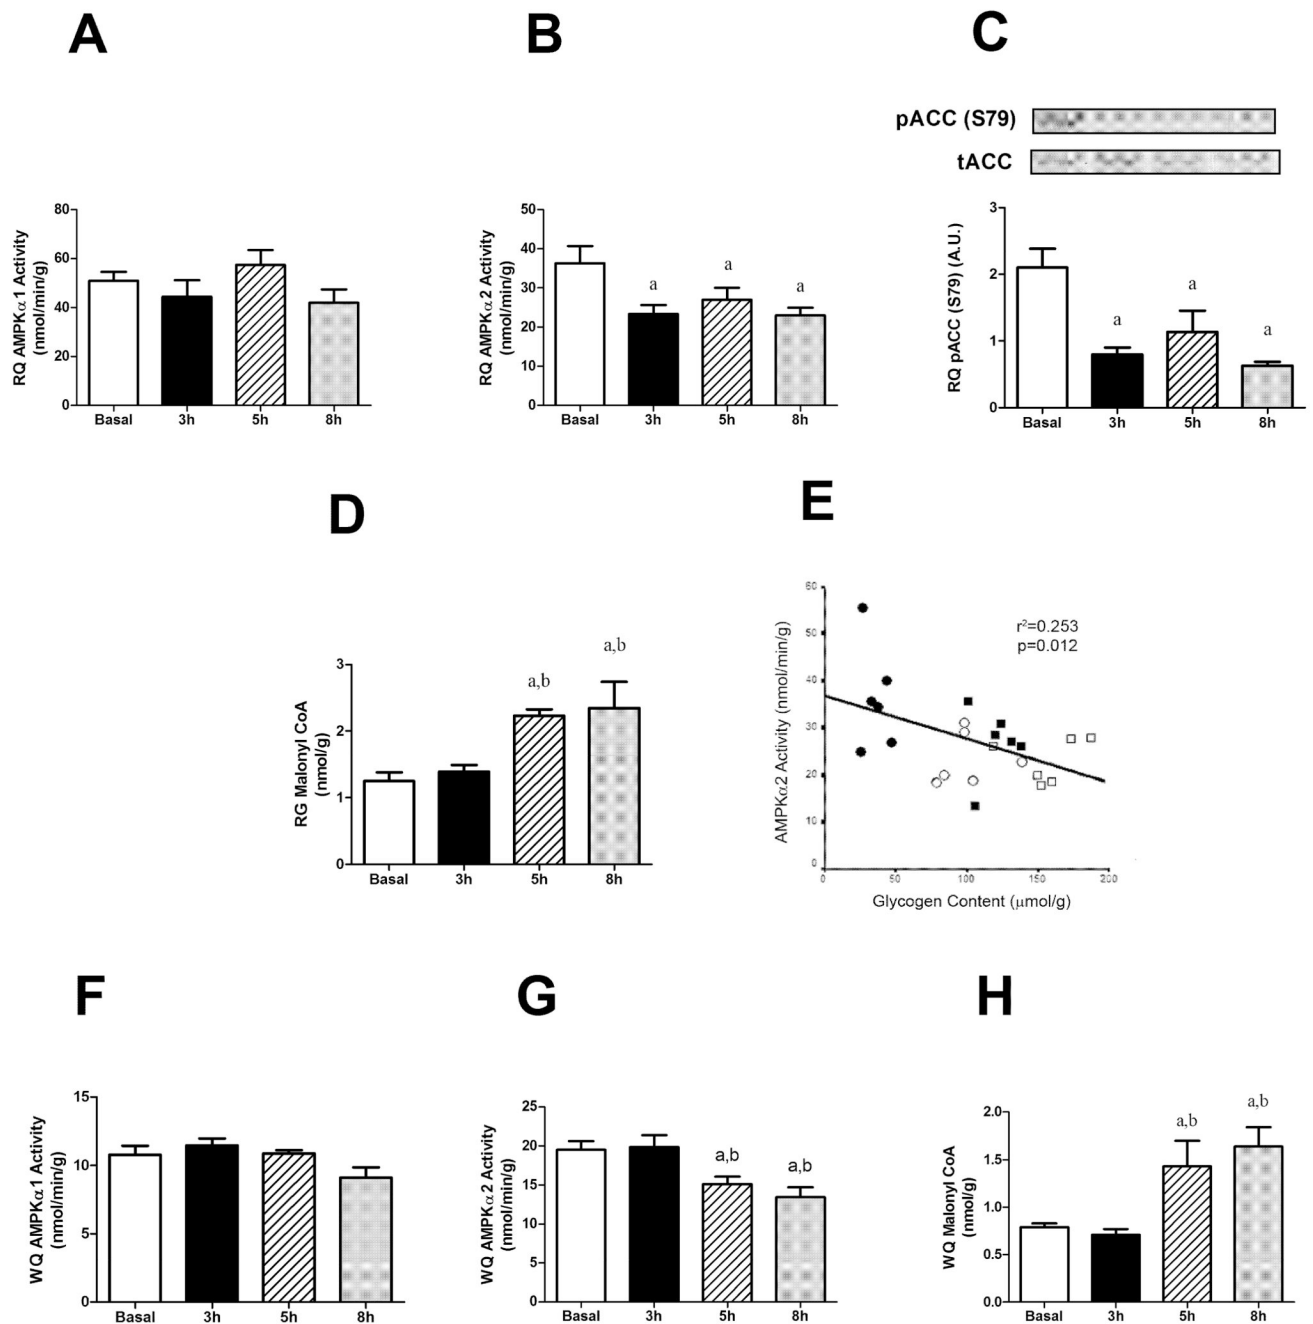 A
B
C
pACC (S79)
tACC
RQ AMPKα1 Activity
(nmol/min/g)
80
60
40
20
0
Basal 3h 5h 8h
RQ AMPKα2 Activity
(nmol/min/g)
50
40
30
20
10
0
a
a
a
Basal 3h 5h 8h
RQ pACC (S79) (A.U.)
3
2
1
0
a
a
a
Basal 3h 5h 8h
D
E
RG Malonyl CoA
(nmol/g)
3
2
1
0
a,b
a,b
Basal 3h 5h 8h
AMPKα2 Activity (nmol/min/g)
60
50
40
30
20
10
0
r²=0.253
p=0.012
0 50 100 150 200
Glycogen Content (μmol/g)
F
G
H
WQ AMPKα1 Activity
(nmol/min/g)
15
10
5
0
Basal 3h 5h 8h
WQ AMPKα2 Activity
(nmol/min/g)
25
20
15
10
5
0
a,b
a,b
Basal 3h 5h 8h
WQ Malonyl CoA
(nmol/g)
2.0
1.5
1.0
0.5
0.0
a,b
a,b
Basal 3h 5h 8h